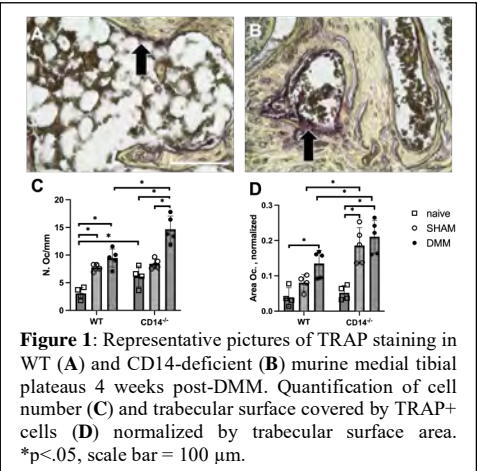 A
B
C
D
*
*
*
*
*
*
N. Oc/mm
20
15
10
5
0
WT
CD14-/-
*
*
*
*
*
Area Oc., normalized
0.3
0.2
0.1
0.0
WT
CD14-/-
naive
SHAM
DMM
Figure 1: Representative pictures of TRAP staining in
WT (A) and CD14-deficient (B) murine medial tibial
plateaus 4 weeks post-DMM. Quantification of cell
number (C) and trabecular surface covered by TRAP+
cells (D) normalized by trabecular surface area.
*p<.05, scale bar = 100 µm.